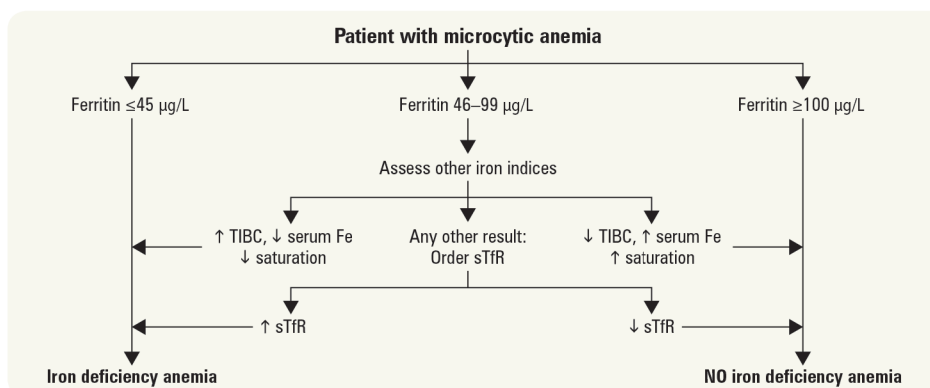 Patient with microcytic anemia
Ferritin ≤45 µg/L
Ferritin 46–99 µg/L
Ferritin ≥100 µg/L
Assess other iron indices
↑ TIBC, ↓ serum Fe
↓ saturation
Any other result:
Order sTfR
↓ TIBC, ↑ serum Fe
↑ saturation
↑ sTfR
↓ sTfR
Iron deficiency anemia
NO iron deficiency anemia